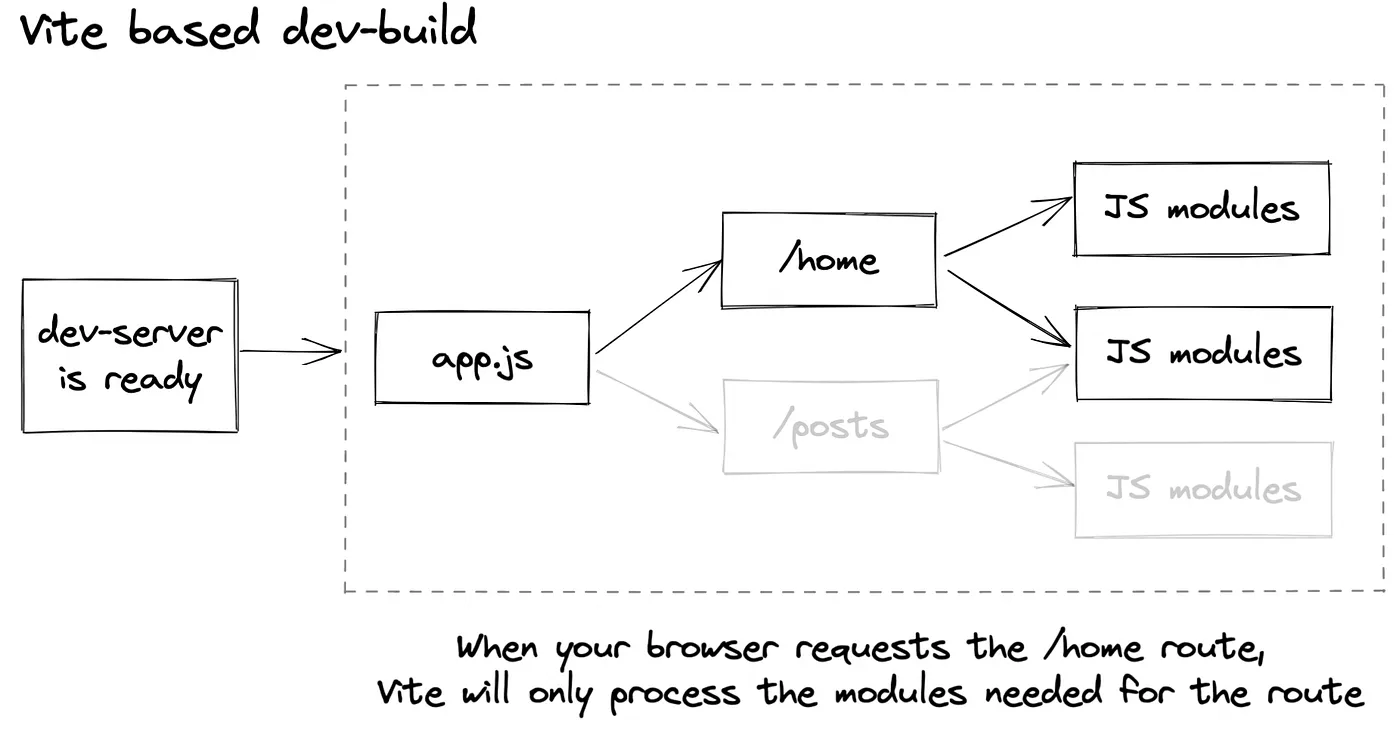 Vite based dev-build
dev-server
is ready
app.js
/home
/posts
JS modules
JS modules
JS modules
When your browser requests the /home route,
Vite will only process the modules needed for the route